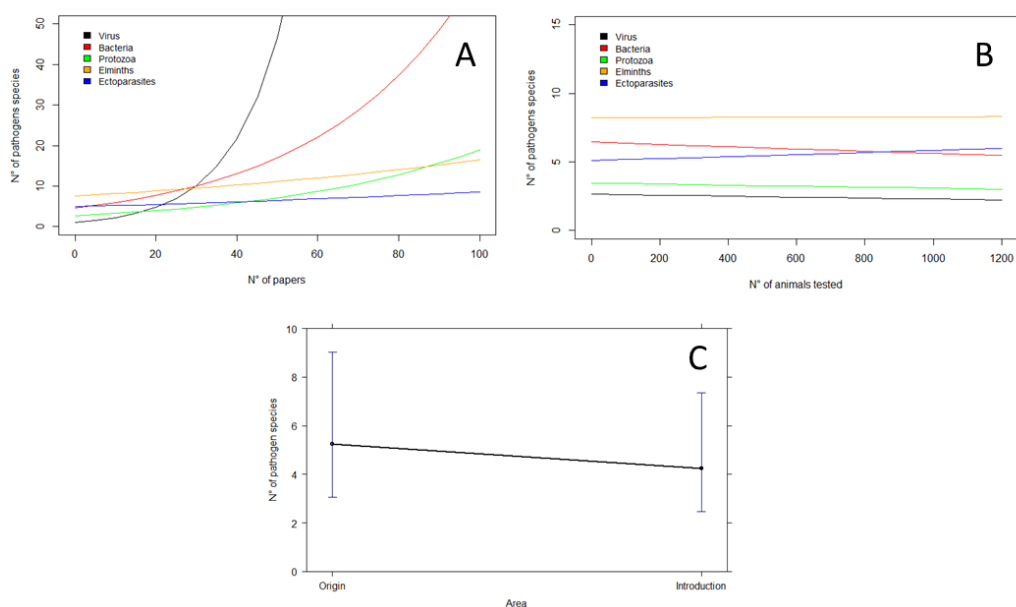 A
N° of pathogens species
50
40
30
20
10
0
Virus
Bacteria
Protozoa
Elminths
Ectoparasites
0 20 40 60 80 100
N° of papers
B
N° of pathogens species
15
10
5
0
Virus
Bacteria
Protozoa
Elminths
Ectoparasites
0 200 400 600 800 1000 1200
N° of animals tested
C
N° of pathogen species
10
8
6
4
2
0
Origin Introduction
Area